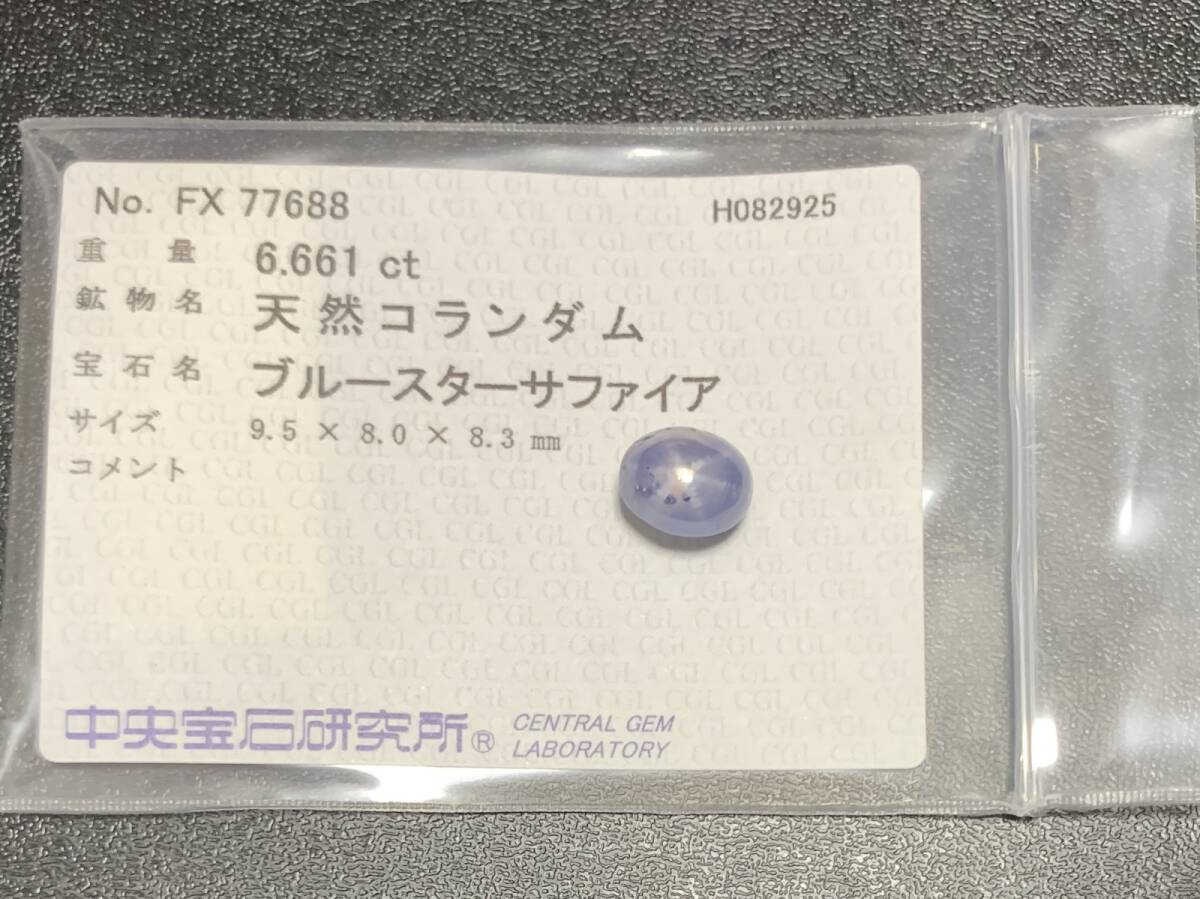 No. FX 77688 H082925
重量 6.661 ct
鉱物名 天然コランダム
宝石名 ブルースターサファイア
サイズ 9.5 × 8.0 × 8.3 mm
コメント
中央宝石研究所® CENTRAL GEM
LABORATORY